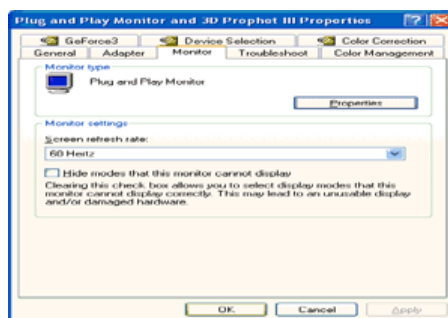 Plug and Play Monitor and 3D Prophet III Properties
GeForce3 Device Selection Color Correction
General Adapter Monitor Troubleshoot Color Management
Monitor type
Plug and Play Monitor
Properties
Monitor settings
Screen refresh rate:
60 Hertz
Hide modes that this monitor cannot display
Clearing this check box allows you to select display modes that this
monitor cannot display correctly. This may lead to an unusable display
and/or damaged hardware.
OK Cancel Apply